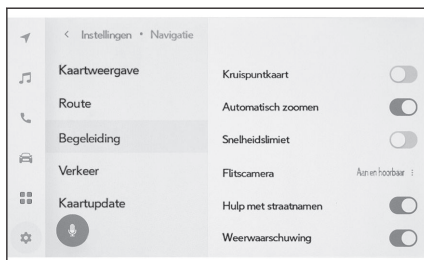 < Instellingen • Navigatie
Kaartweergave
Route
Begeleiding
Verkeer
Kaartupdate
Kruispuntkaart
Automatisch zoomen
Snelheidslimiet
Flitscamera
Aan en hoorbaar
Hulp met straatnamen
Weerwaarschuwing